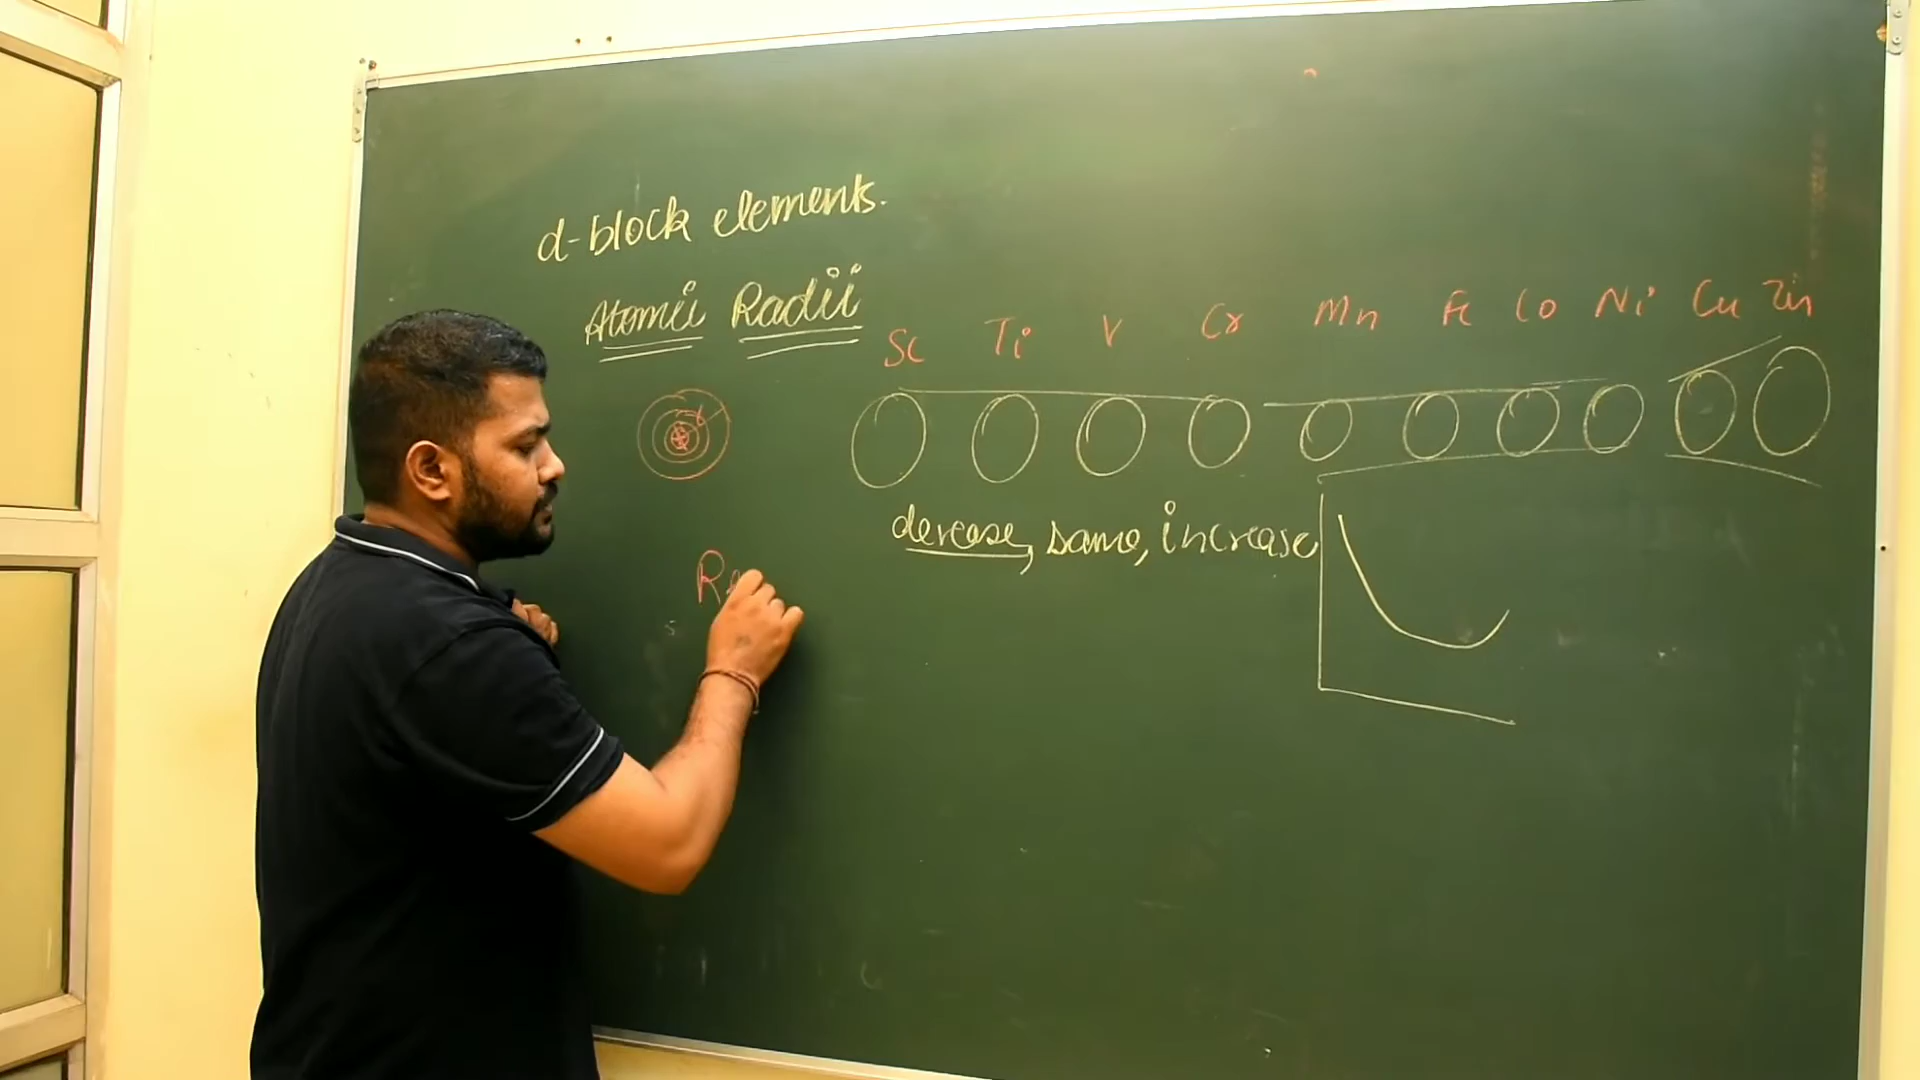 d-block elements.
Atomic Radii
Sc Ti V Cr Mn Fe Co Ni Cu Zn
decrease, same, increase